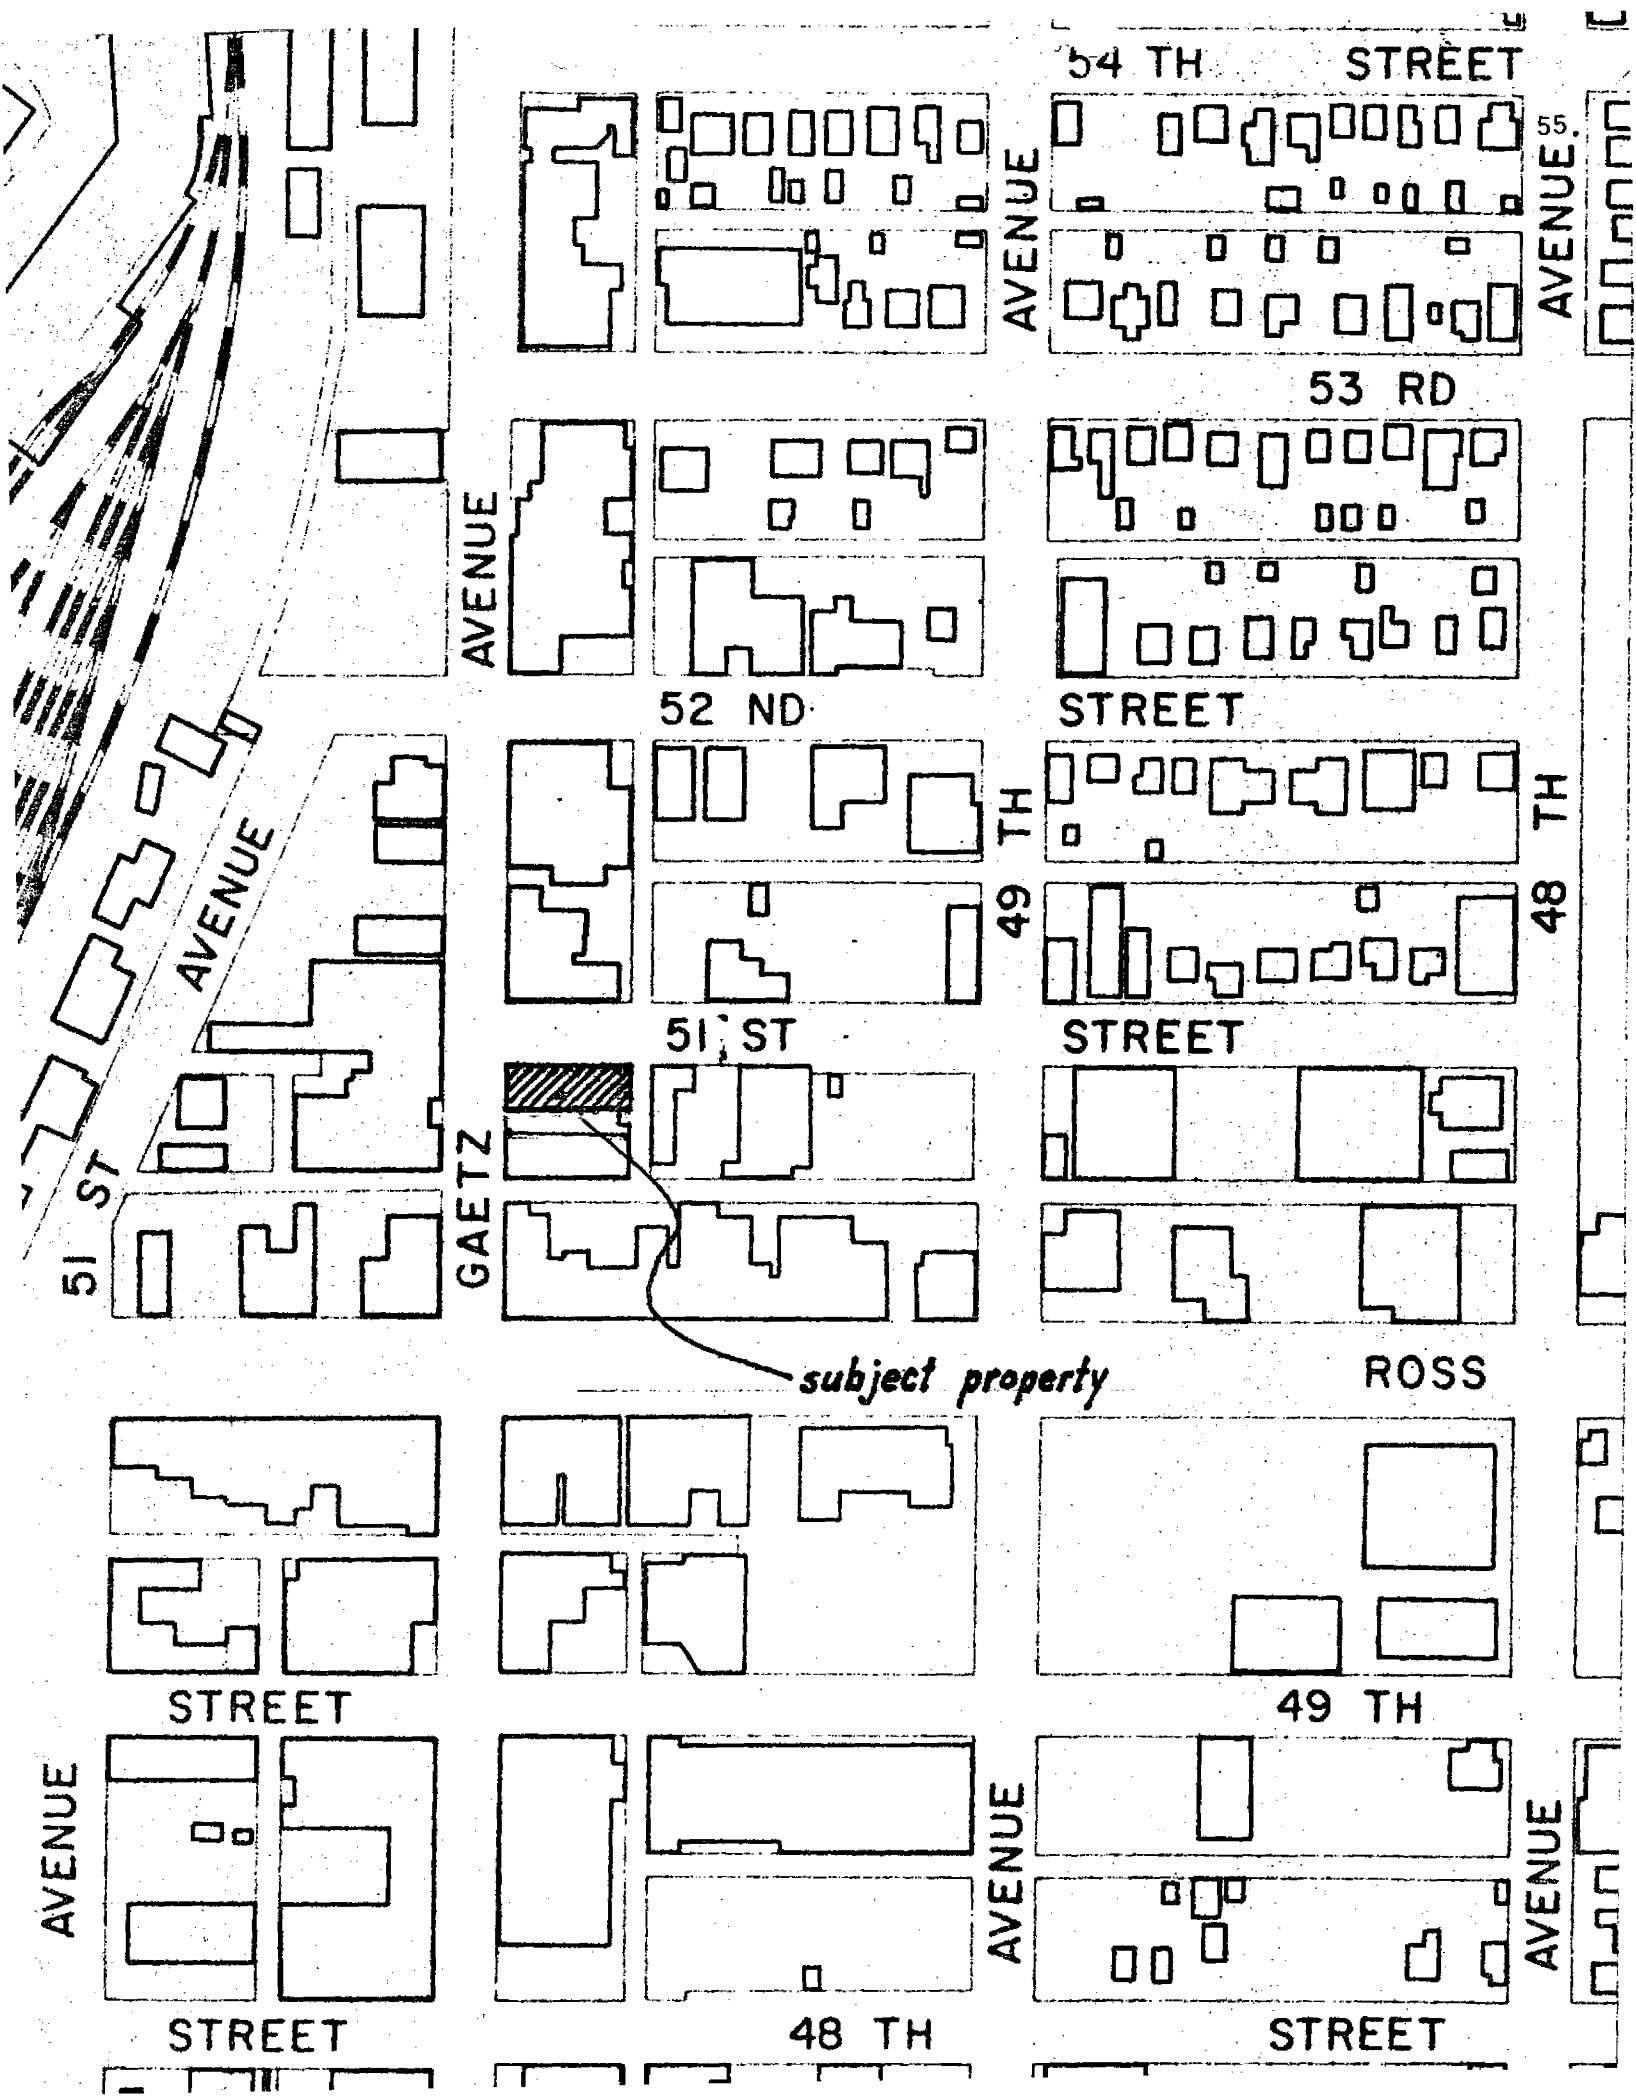 54 TH STREET
55.
AVENUE
AVENUE
53 RD
AVENUE
52 ND
STREET
AVENUE
49 TH
48 TH
51 ST
STREET
GAETZ
51 ST
subject property
ROSS
STREET
49 TH
AVENUE
AVENUE
AVENUE
STREET
48 TH
STREET